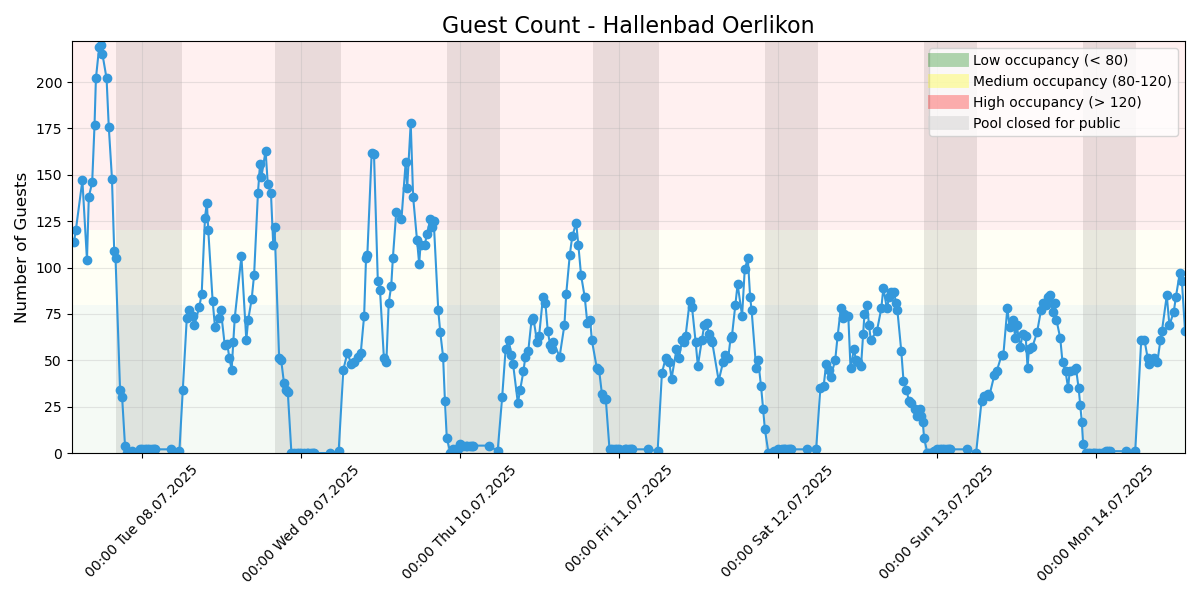 Guest Count - Hallenbad Oerlikon
Number of Guests
200
175
150
125
100
75
50
25
0
Low occupancy (< 80)
Medium occupancy (80-120)
High occupancy (> 120)
Pool closed for public
00:00 Tue 08.07.2025
00:00 Wed 09.07.2025
00:00 Thu 10.07.2025
00:00 Fri 11.07.2025
00:00 Sat 12.07.2025
00:00 Sun 13.07.2025
00:00 Mon 14.07.2025